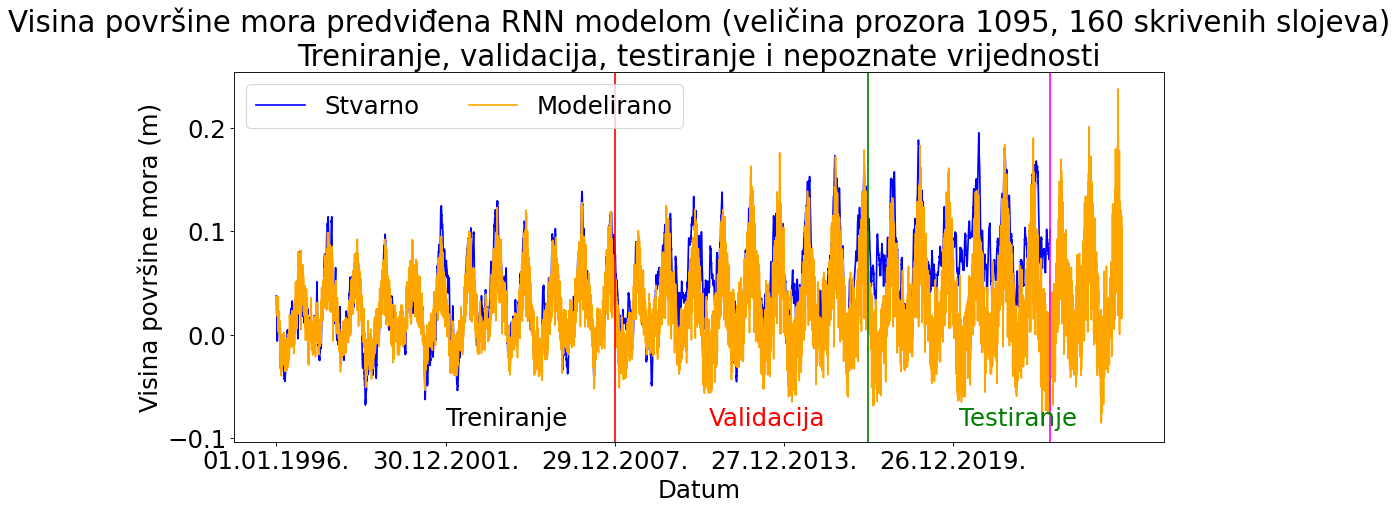 Visina površine mora predviđena RNN modelom (veličina prozora 1095, 160 skrivenih slojeva)
Treniranje, validacija, testiranje i nepoznate vrijednosti
Stvarno Modelirano
Visina površine mora (m)
0.2
0.1
0.0
−0.1
Treniranje Validacija Testiranje
01.01.1996. 30.12.2001. 29.12.2007. 27.12.2013. 26.12.2019.
Datum